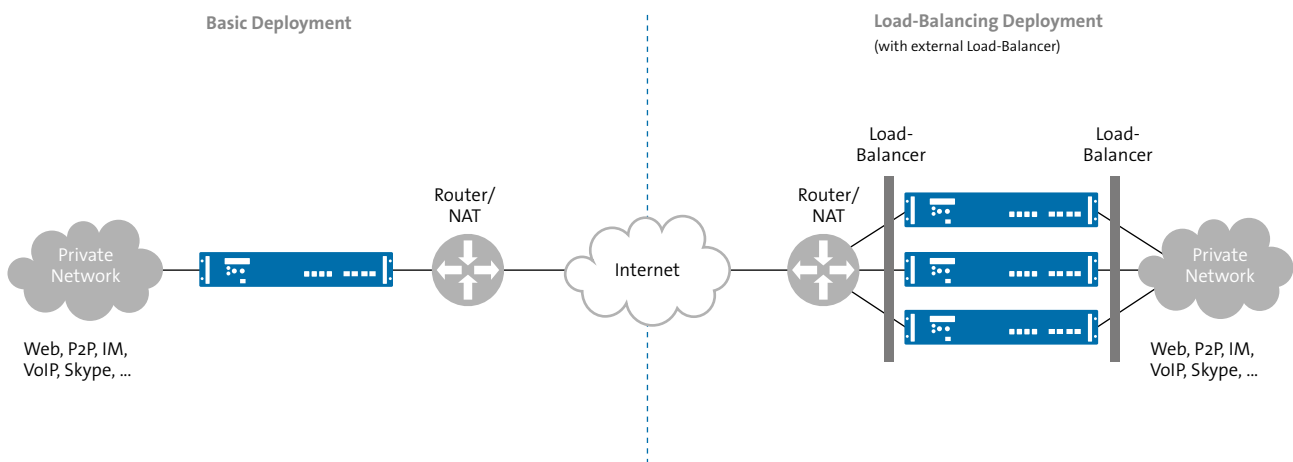 Basic Deployment
Load-Balancing Deployment
(with external Load-Balancer)
Private
Network
Web, P2P, IM,
VoIP, Skype, ...
Router/
NAT
Internet
Router/
NAT
Load-
Balancer
Load-
Balancer
Private
Network
Web, P2P, IM,
VoIP, Skype, ...